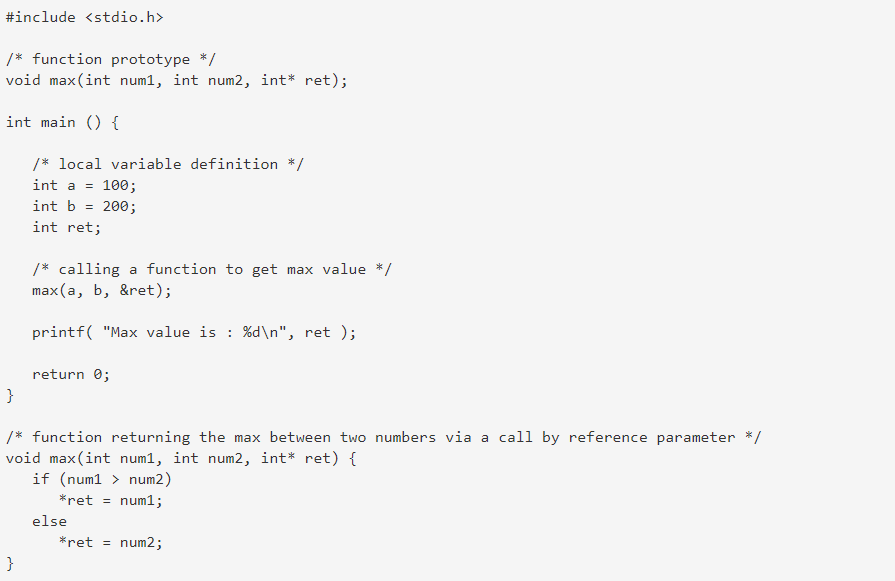 #include <stdio.h>

/* function prototype */
void max(int num1, int num2, int* ret);

int main () {

   /* local variable definition */
   int a = 100;
   int b = 200;
   int ret;

   /* calling a function to get max value */
   max(a, b, &ret);

   printf( "Max value is : %d\n", ret );

   return 0;
}

/* function returning the max between two numbers via a call by reference parameter */
void max(int num1, int num2, int* ret) {
   if (num1 > num2)
      *ret = num1;
   else
      *ret = num2;
}